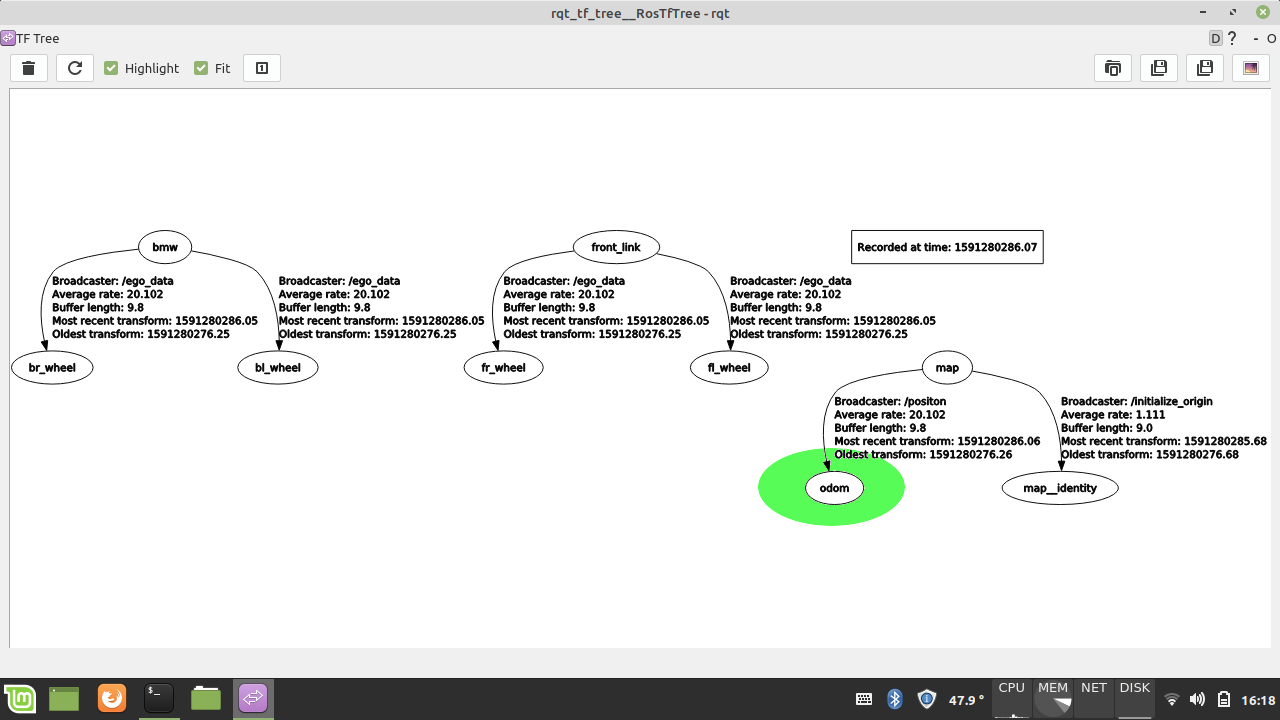 rqt_tf_tree__RosTfTree - rqt
TF Tree
D ? - O
Highlight
Fit
1
bmw
front_link
Recorded at time: 1591280286.07
Broadcaster: /ego_data
Average rate: 20.102
Buffer length: 9.8
Most recent transform: 1591280286.05
Oldest transform: 1591280276.25
Broadcaster: /ego_data
Average rate: 20.102
Buffer length: 9.8
Most recent transform: 1591280286.05
Oldest transform: 1591280276.25
Broadcaster: /ego_data
Average rate: 20.102
Buffer length: 9.8
Most recent transform: 1591280286.05
Oldest transform: 1591280276.25
Broadcaster: /ego_data
Average rate: 20.102
Buffer length: 9.8
Most recent transform: 1591280286.05
Oldest transform: 1591280276.25
br_wheel
bl_wheel
fr_wheel
fl_wheel
map
Broadcaster: /positon
Average rate: 20.102
Buffer length: 9.8
Most recent transform: 1591280286.06
Oldest transform: 1591280276.26
Broadcaster: /initialize_origin
Average rate: 1.111
Buffer length: 9.0
Most recent transform: 1591280285.68
Oldest transform: 1591280276.68
odom
map__identity
$_
47.9 °
CPU
MEM
NET
DISK
16:18